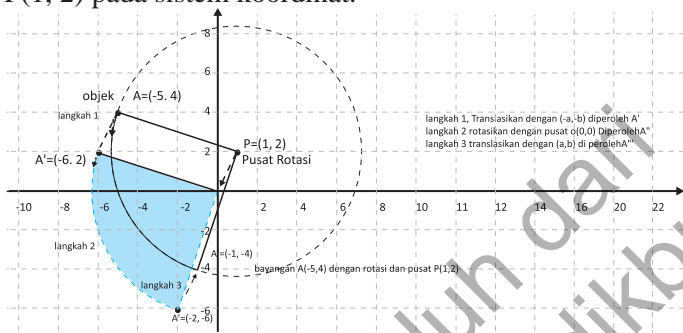 P(1, 2) pada sistem koordinat.
8
6
objek
A=(-5. 4)
langkah 1
4
langkah 1, Translasikan dengan (-a,-b) diperoleh A'
langkah 2 rotasikan dengan pusat o(0,0) DiperolehA"
langkah 3 translasikan dengan (a,b) di perolehA'"
P=(1, 2)
A'=(-6. 2)
2
Pusat Rotasi
-10 -8 -6 -4 -2 2 4 6 8 10 11 12 14 16 20 22
-2
langkah 2
A=(-1, -4)
-4
bayangan A(-5,4) dengan rotasi dan pusat P(1,2)
langkah 3
-6
A'=(-2, -6)
luh dari
dikbu